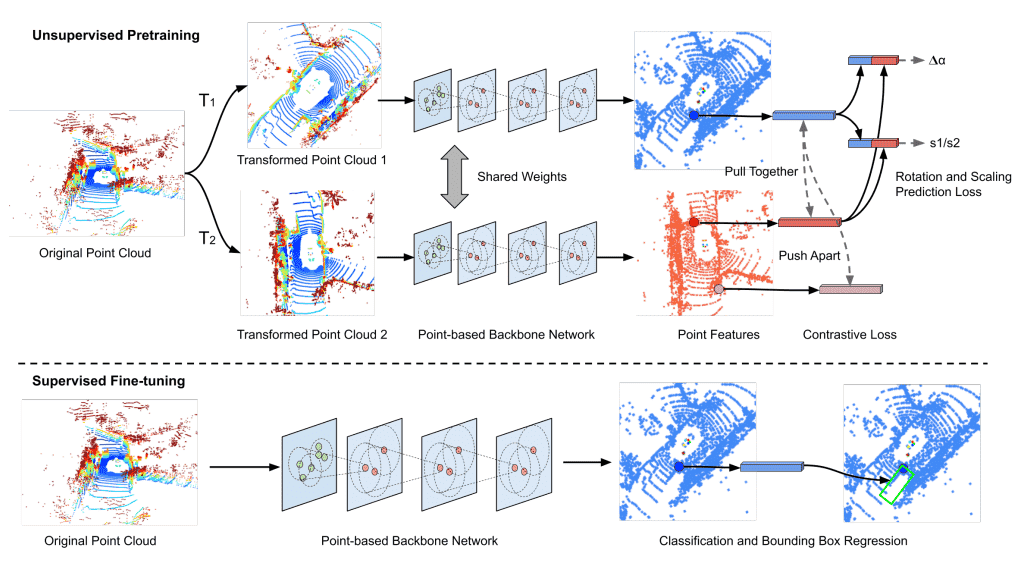 Unsupervised Pretraining
T1
Transformed Point Cloud 1
Original Point Cloud
T2
Transformed Point Cloud 2
Shared Weights
Point-based Backbone Network
Point Features
Pull Together
Push Apart
Contrastive Loss
Δα
s1/s2
Rotation and Scaling
Prediction Loss
Supervised Fine-tuning
Original Point Cloud
Point-based Backbone Network
Classification and Bounding Box Regression